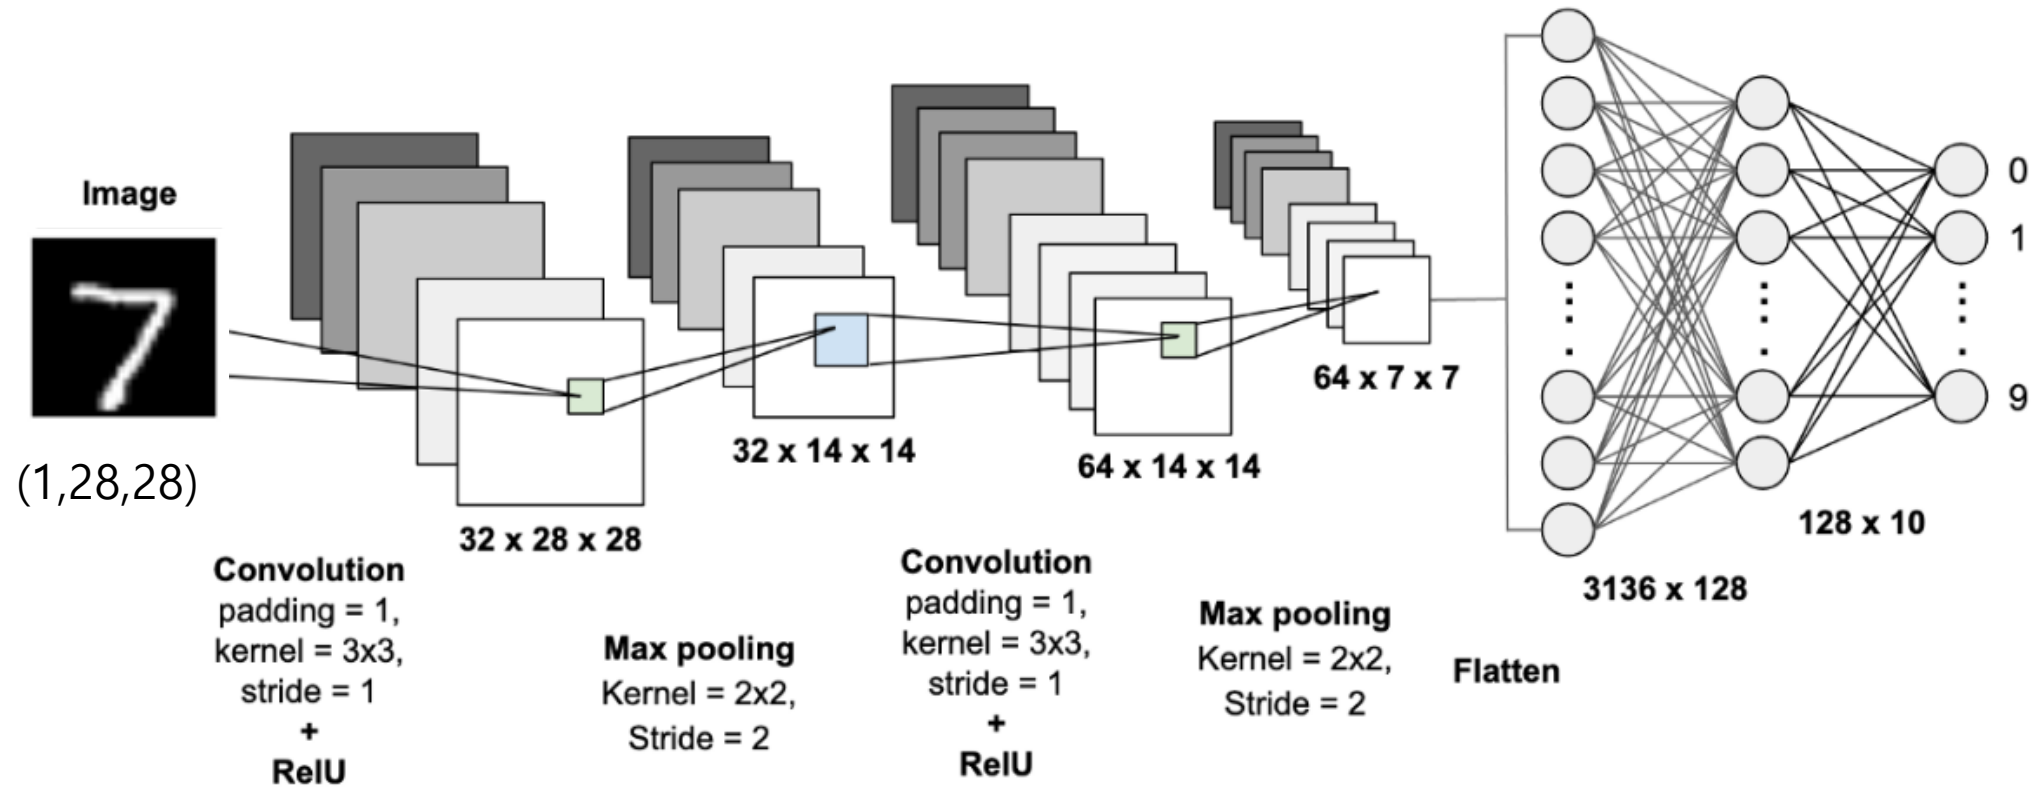 Image
7
(1,28,28)
32 x 28 x 28
Convolution
padding = 1,
kernel = 3x3,
stride = 1
+
RelU
32 x 14 x 14
Max pooling
Kernel = 2x2,
Stride = 2
64 x 14 x 14
Convolution
padding = 1,
kernel = 3x3,
stride = 1
+
RelU
64 x 7 x 7
Max pooling
Kernel = 2x2,
Stride = 2
Flatten
3136 x 128
128 x 10
0
1
9